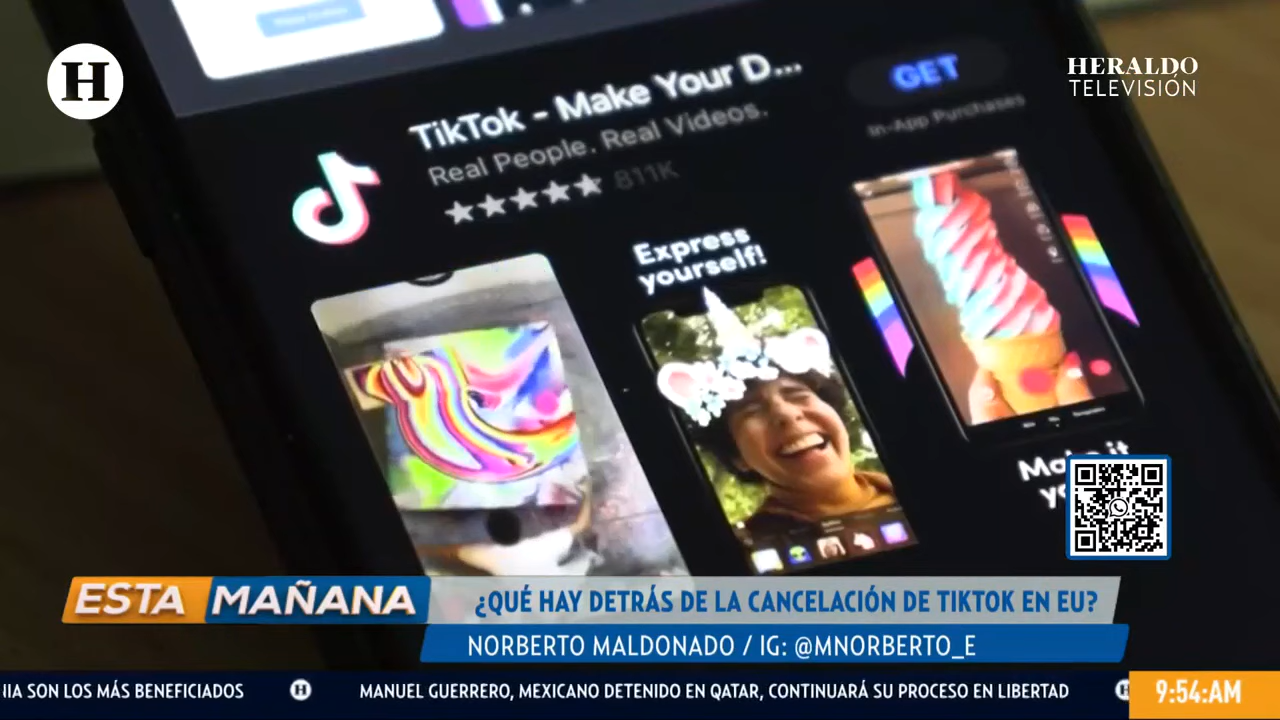 H
HERALDO
TELEVISIÓN
TikTok - Make Your D...
GET
Real People. Real Videos.
In-App Purchases
811K
Express
yourself!
Make it
ESTA MAÑANA
¿QUÉ HAY DETRÁS DE LA CANCELACIÓN DE TIKTOK EN EU?
NORBERTO MALDONADO / IG: @MNORBERTO_E
SON LOS MÁS BENEFICIADOS H MANUEL GUERRERO, MEXICANO DETENIDO EN QATAR, CONTINUARÁ SU PROCESO EN LIBERTAD
9:54:AM